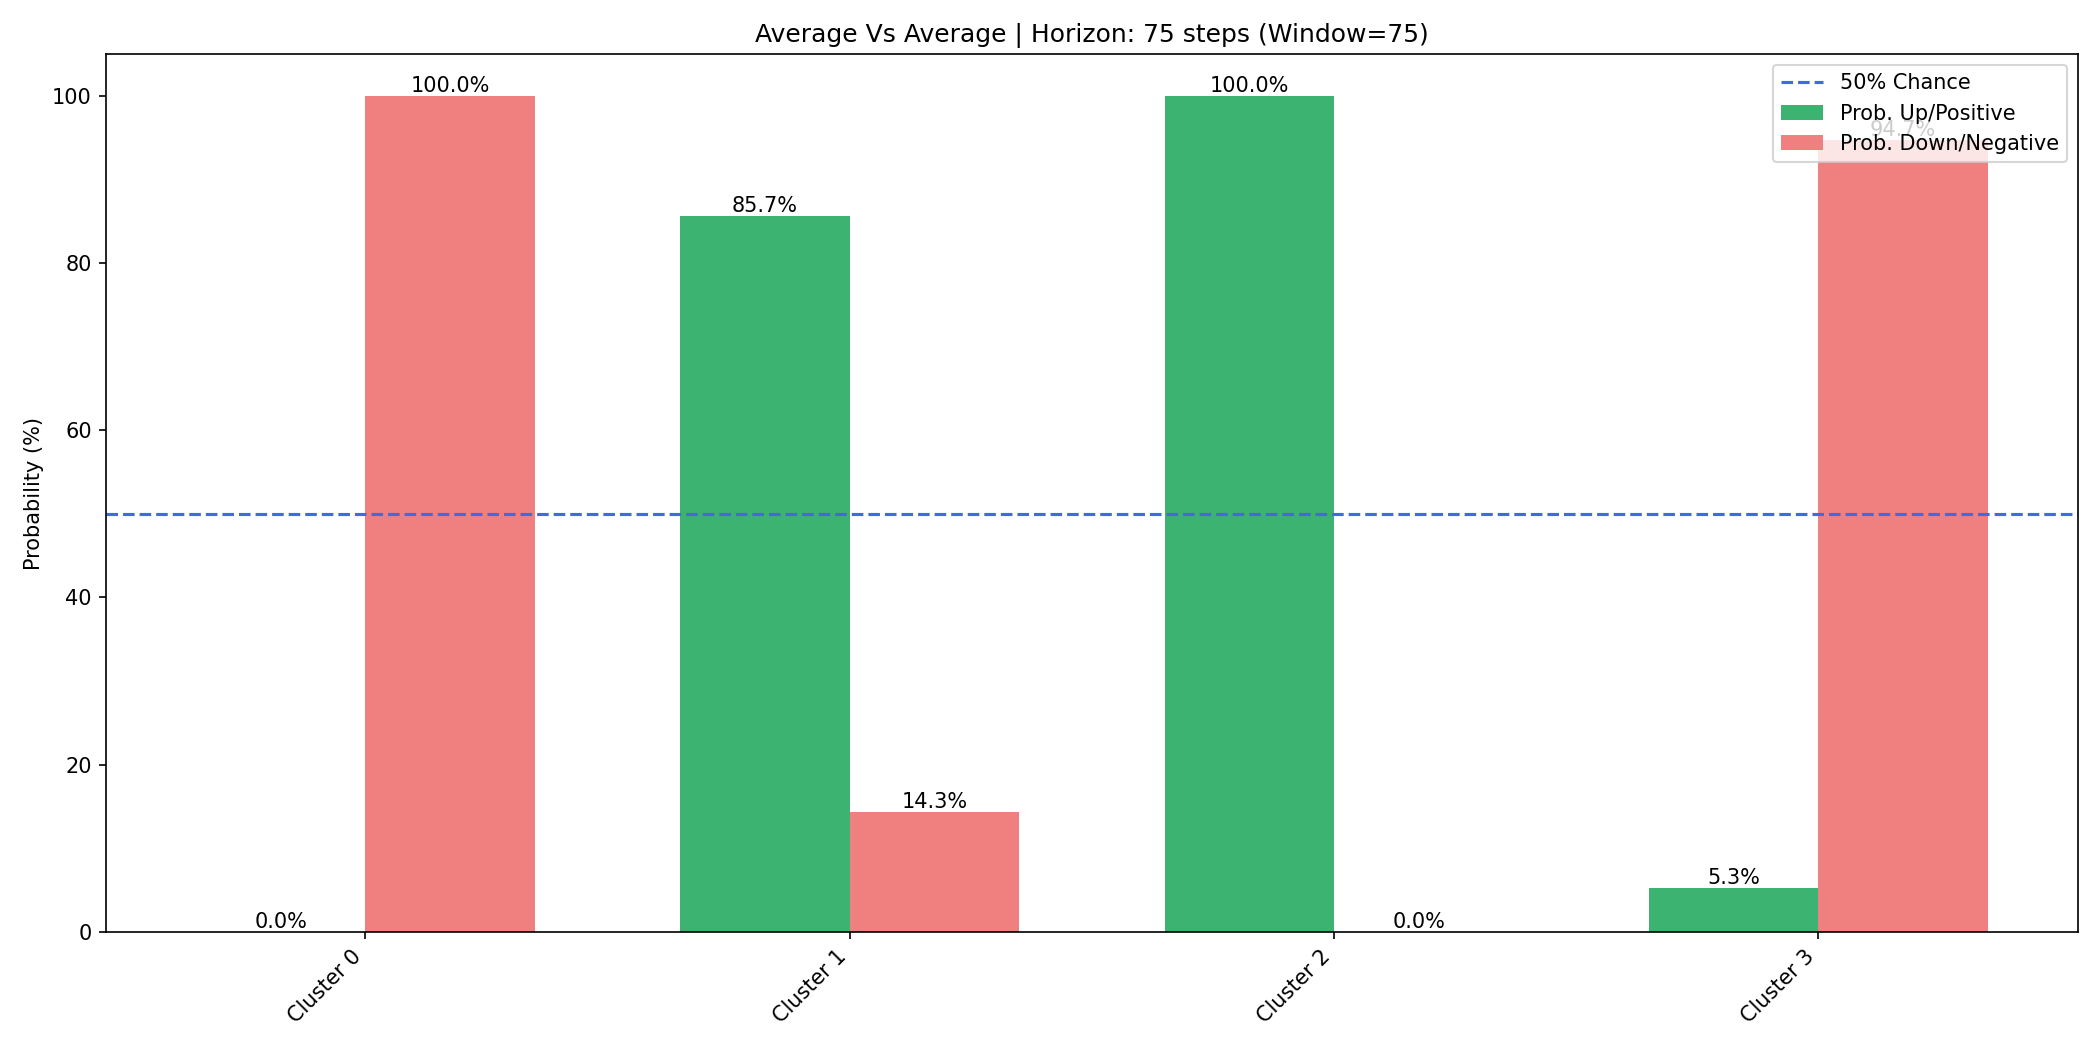 Average Vs Average | Horizon: 75 steps (Window=75)
50% Chance
Prob. Up/Positive
Prob. Down/Negative
100.0%
100.0%
94.7%
85.7%
14.3%
5.3%
0.0%
0.0%
Probability (%)
100
80
60
40
20
0
Cluster 0
Cluster 1
Cluster 2
Cluster 3